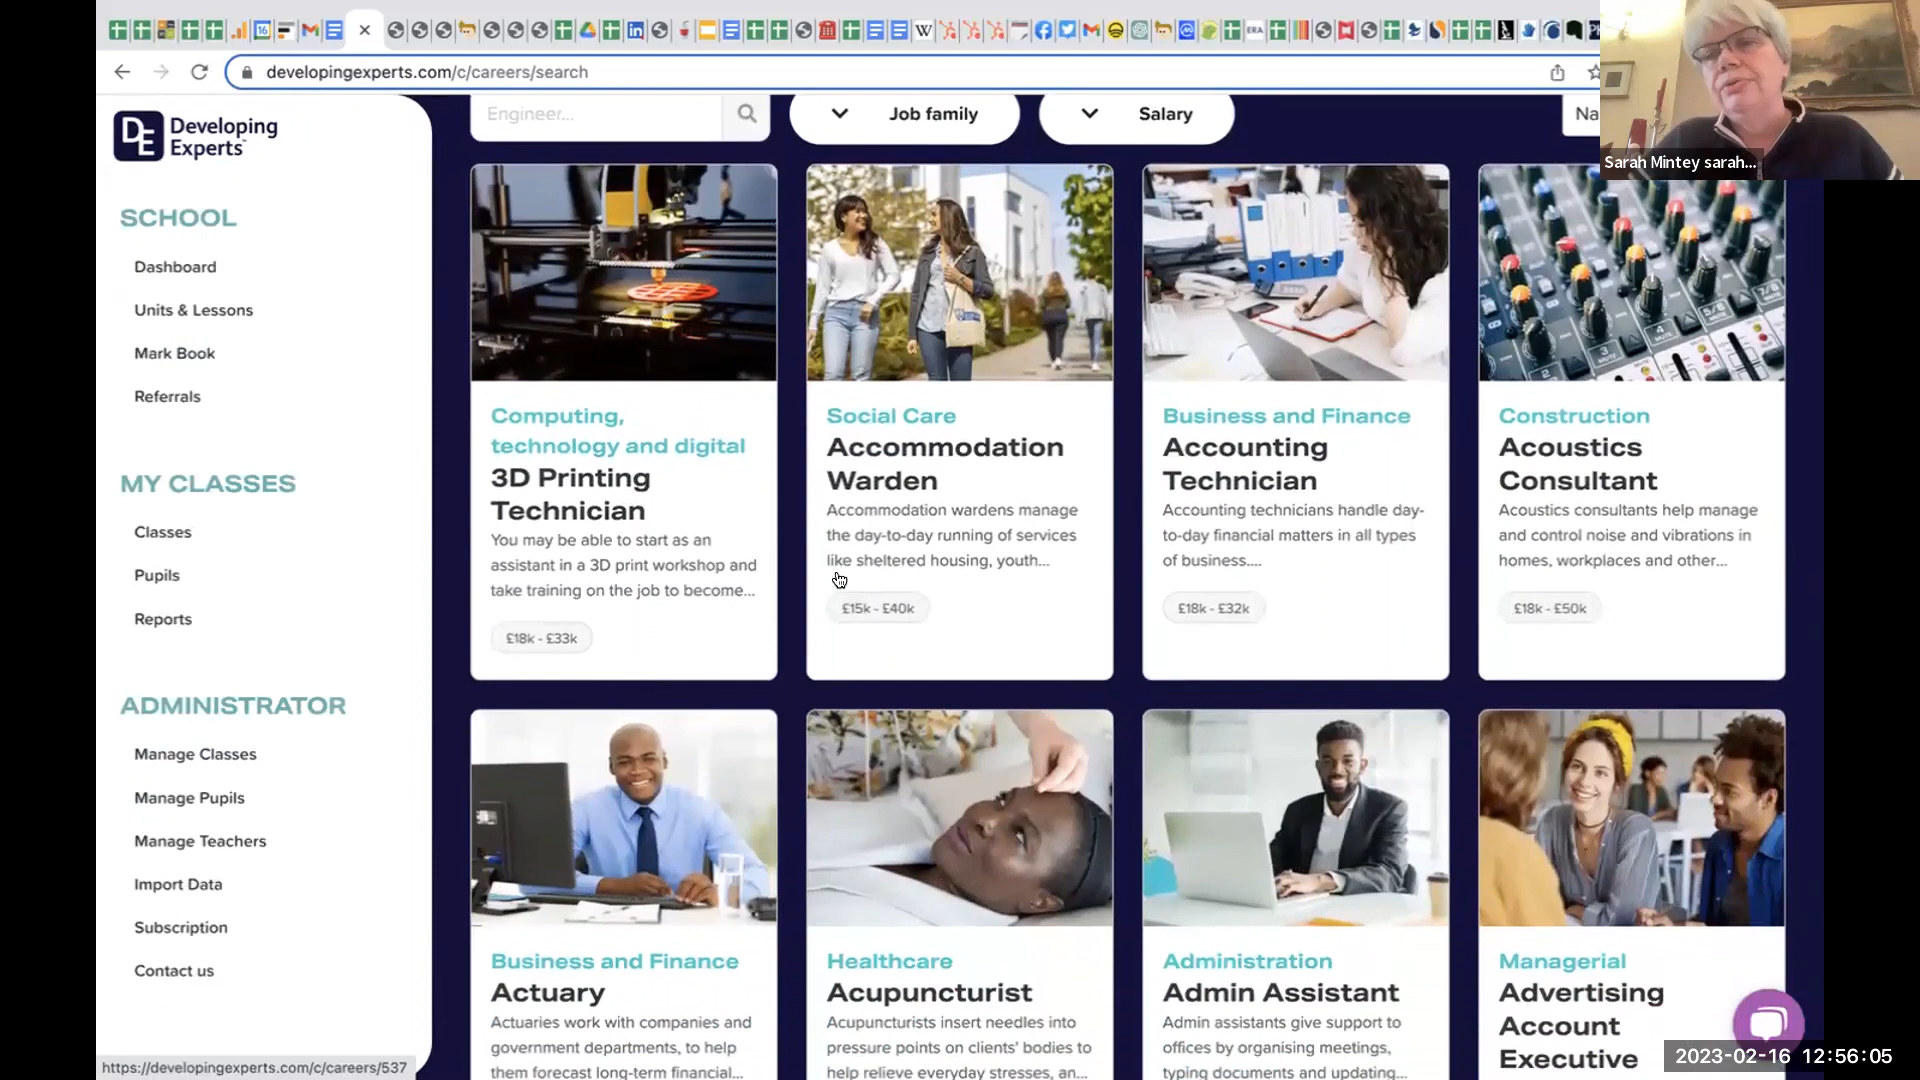 developingexperts.com/c/careers/search
Sarah Mintey sarah...
DE Developing
Experts
Engineer...
Job family
Salary
Na
SCHOOL
Dashboard
Units & Lessons
Mark Book
Referrals
MY CLASSES
Classes
Pupils
Reports
ADMINISTRATOR
Manage Classes
Manage Pupils
Manage Teachers
Import Data
Subscription
Contact us
Computing,
technology and digital
3D Printing
Technician
You may be able to start as an
assistant in a 3D print workshop and
take training on the job to become...
£18k - £33k
Social Care
Accommodation
Warden
Accommodation wardens manage
the day-to-day running of services
like sheltered housing, youth...
£15k - £40k
Business and Finance
Accounting
Technician
Accounting technicians handle day-
to-day financial matters in all types
of business....
£18k - £32k
Construction
Acoustics
Consultant
Acoustics consultants help manage
and control noise and vibrations in
homes, workplaces and other...
£18k - £50k
Business and Finance
Actuary
Actuaries work with companies and
government departments, to help
them forecast long-term financial...
Healthcare
Acupuncturist
Acupuncturists insert needles into
pressure points on clients' bodies to
help relieve everyday stresses, an...
Administration
Admin Assistant
Admin assistants give support to
offices by organising meetings,
typing documents and updating...
Managerial
Advertising
Account
Executive
https://developingexperts.com/c/careers/537
2023-02-16 12:56:05